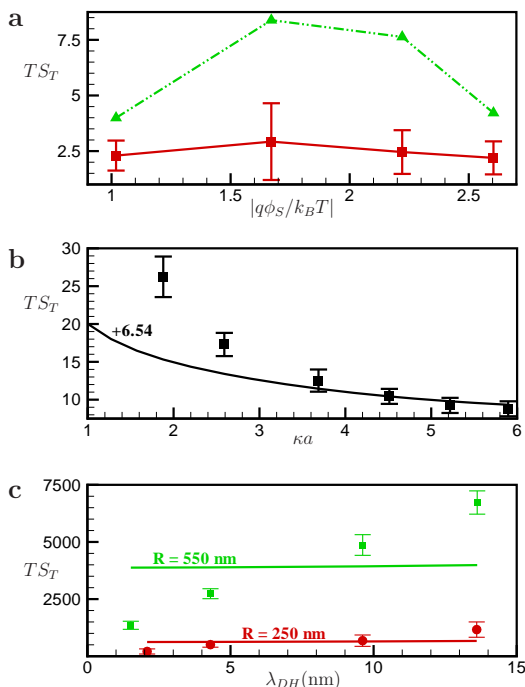 a
7.5
TS_T
5
2.5
1
1.5
2
2.5
|qϕ_S/k_BT|
b
30
TS_T
25
20
+6.54
15
10
1
2
3
4
5
6
κa
c
7500
TS_T
5000
R = 550 nm
2500
R = 250 nm
0
0
5
10
15
λ_DH(nm)